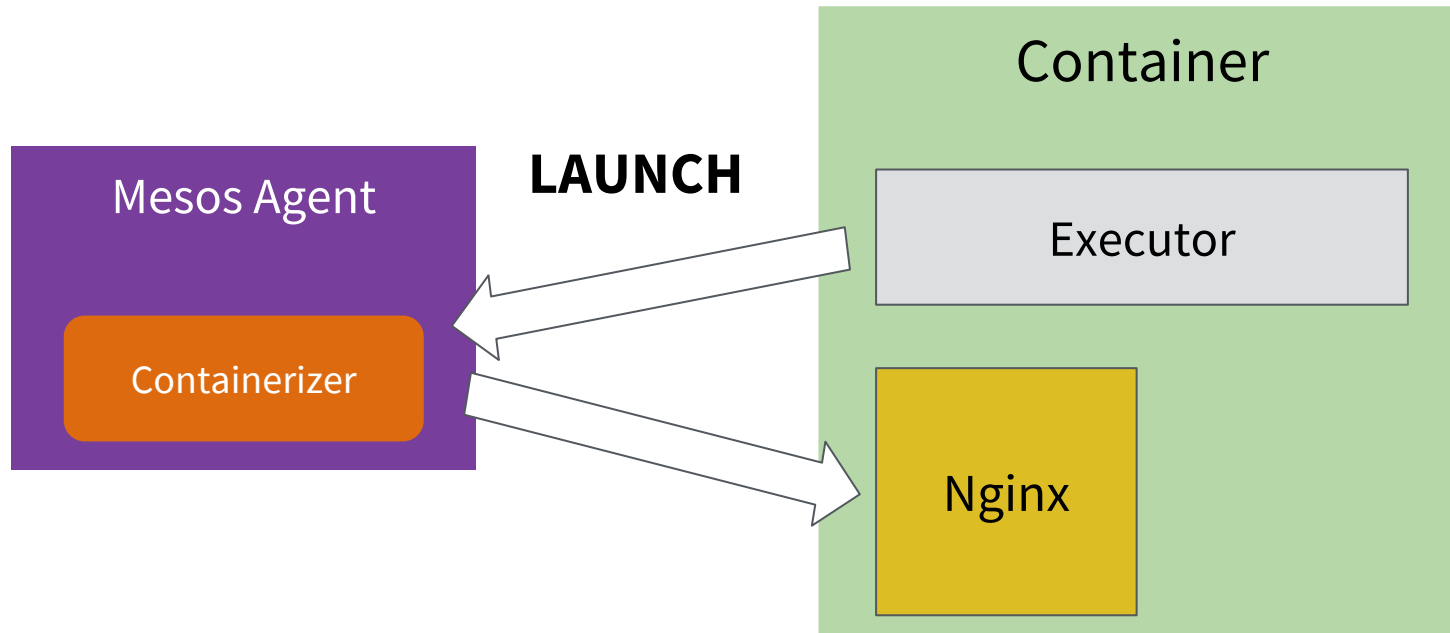 Container
Mesos Agent
LAUNCH
Executor
Containerizer
Nginx